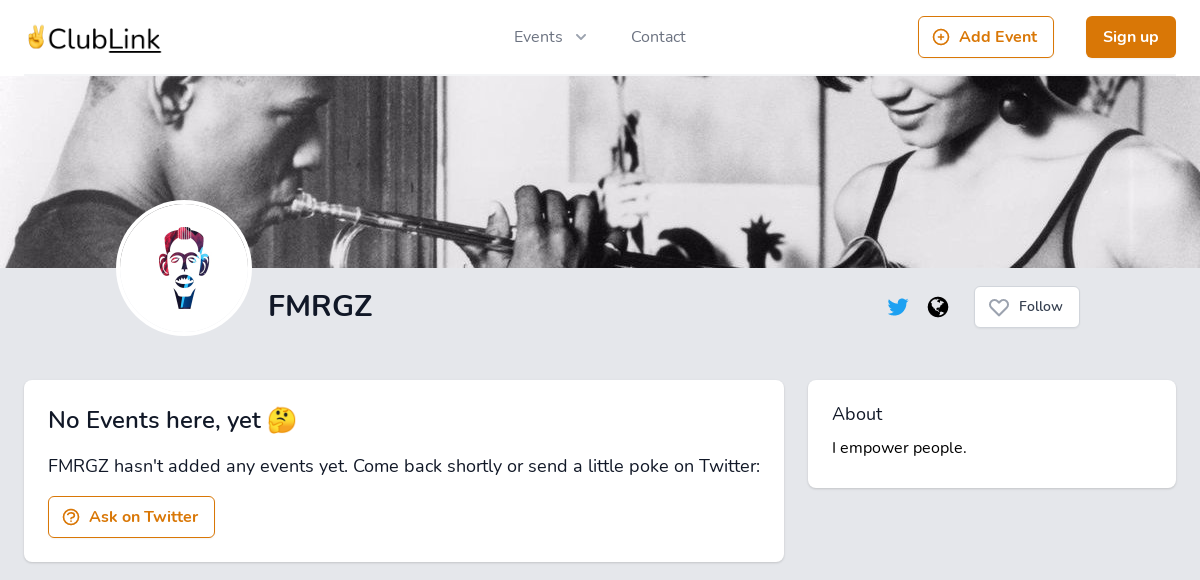 ✌️ClubLink
Events
Contact
Add Event
Sign up
FMRGZ
Follow
No Events here, yet 🤔
FMRGZ hasn't added any events yet. Come back shortly or send a little poke on Twitter:
Ask on Twitter
About
I empower people.